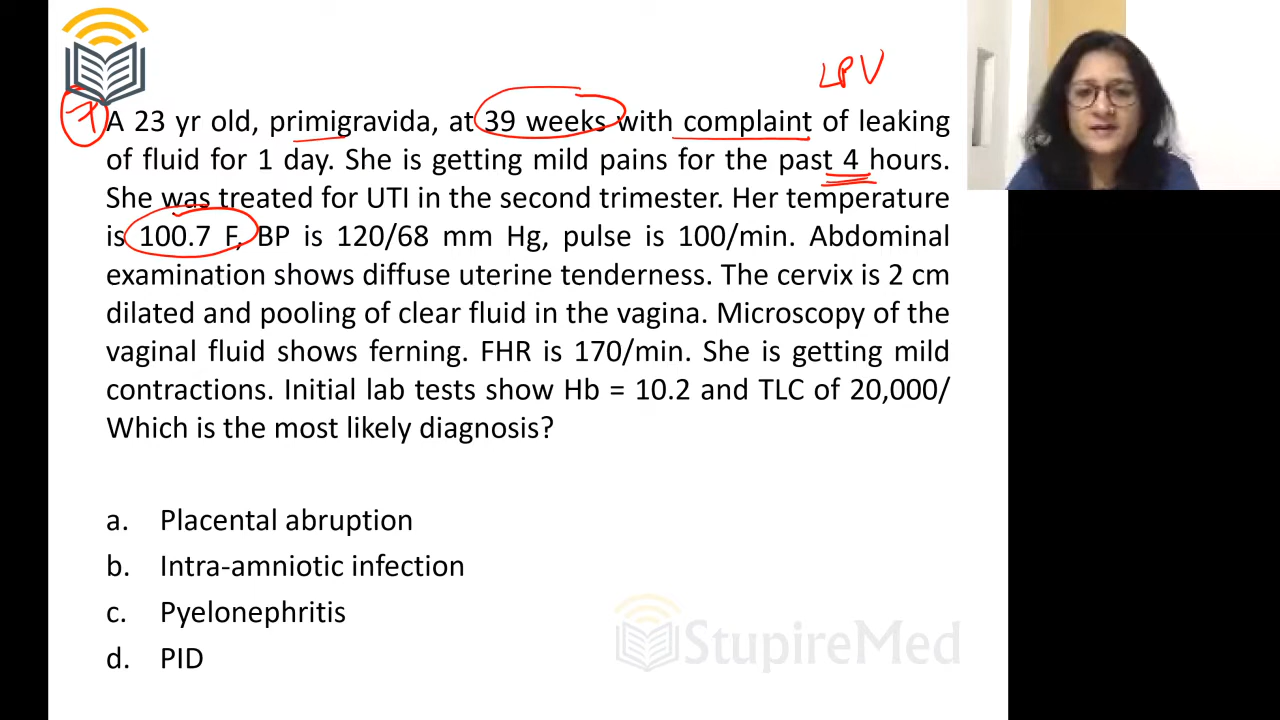 LPV
7
A 23 yr old, primigravida, at 39 weeks with complaint of leaking
of fluid for 1 day. She is getting mild pains for the past 4 hours.
She was treated for UTI in the second trimester. Her temperature
is 100.7 F, BP is 120/68 mm Hg, pulse is 100/min. Abdominal
examination shows diffuse uterine tenderness. The cervix is 2 cm
dilated and pooling of clear fluid in the vagina. Microscopy of the
vaginal fluid shows ferning. FHR is 170/min. She is getting mild
contractions. Initial lab tests show Hb = 10.2 and TLC of 20,000/
Which is the most likely diagnosis?
a. Placental abruption
b. Intra-amniotic infection
c. Pyelonephritis
d. PID
StupireMed